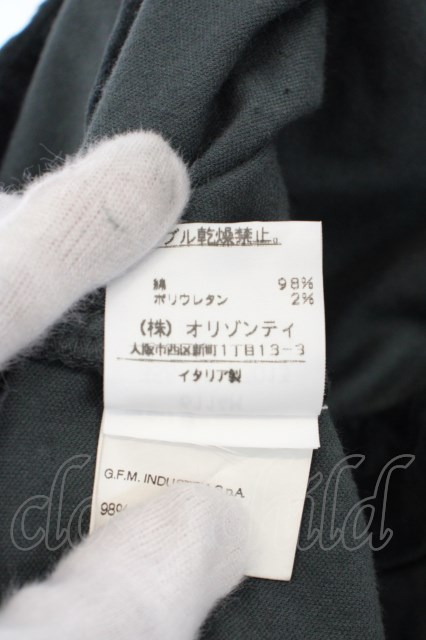 ブル乾燥禁止。
綿 98%
ポリウレタン 2%
(株) オリゾンティ
大阪市西区新町1丁目13-3
イタリア製
G.F.M. INDUST
98%